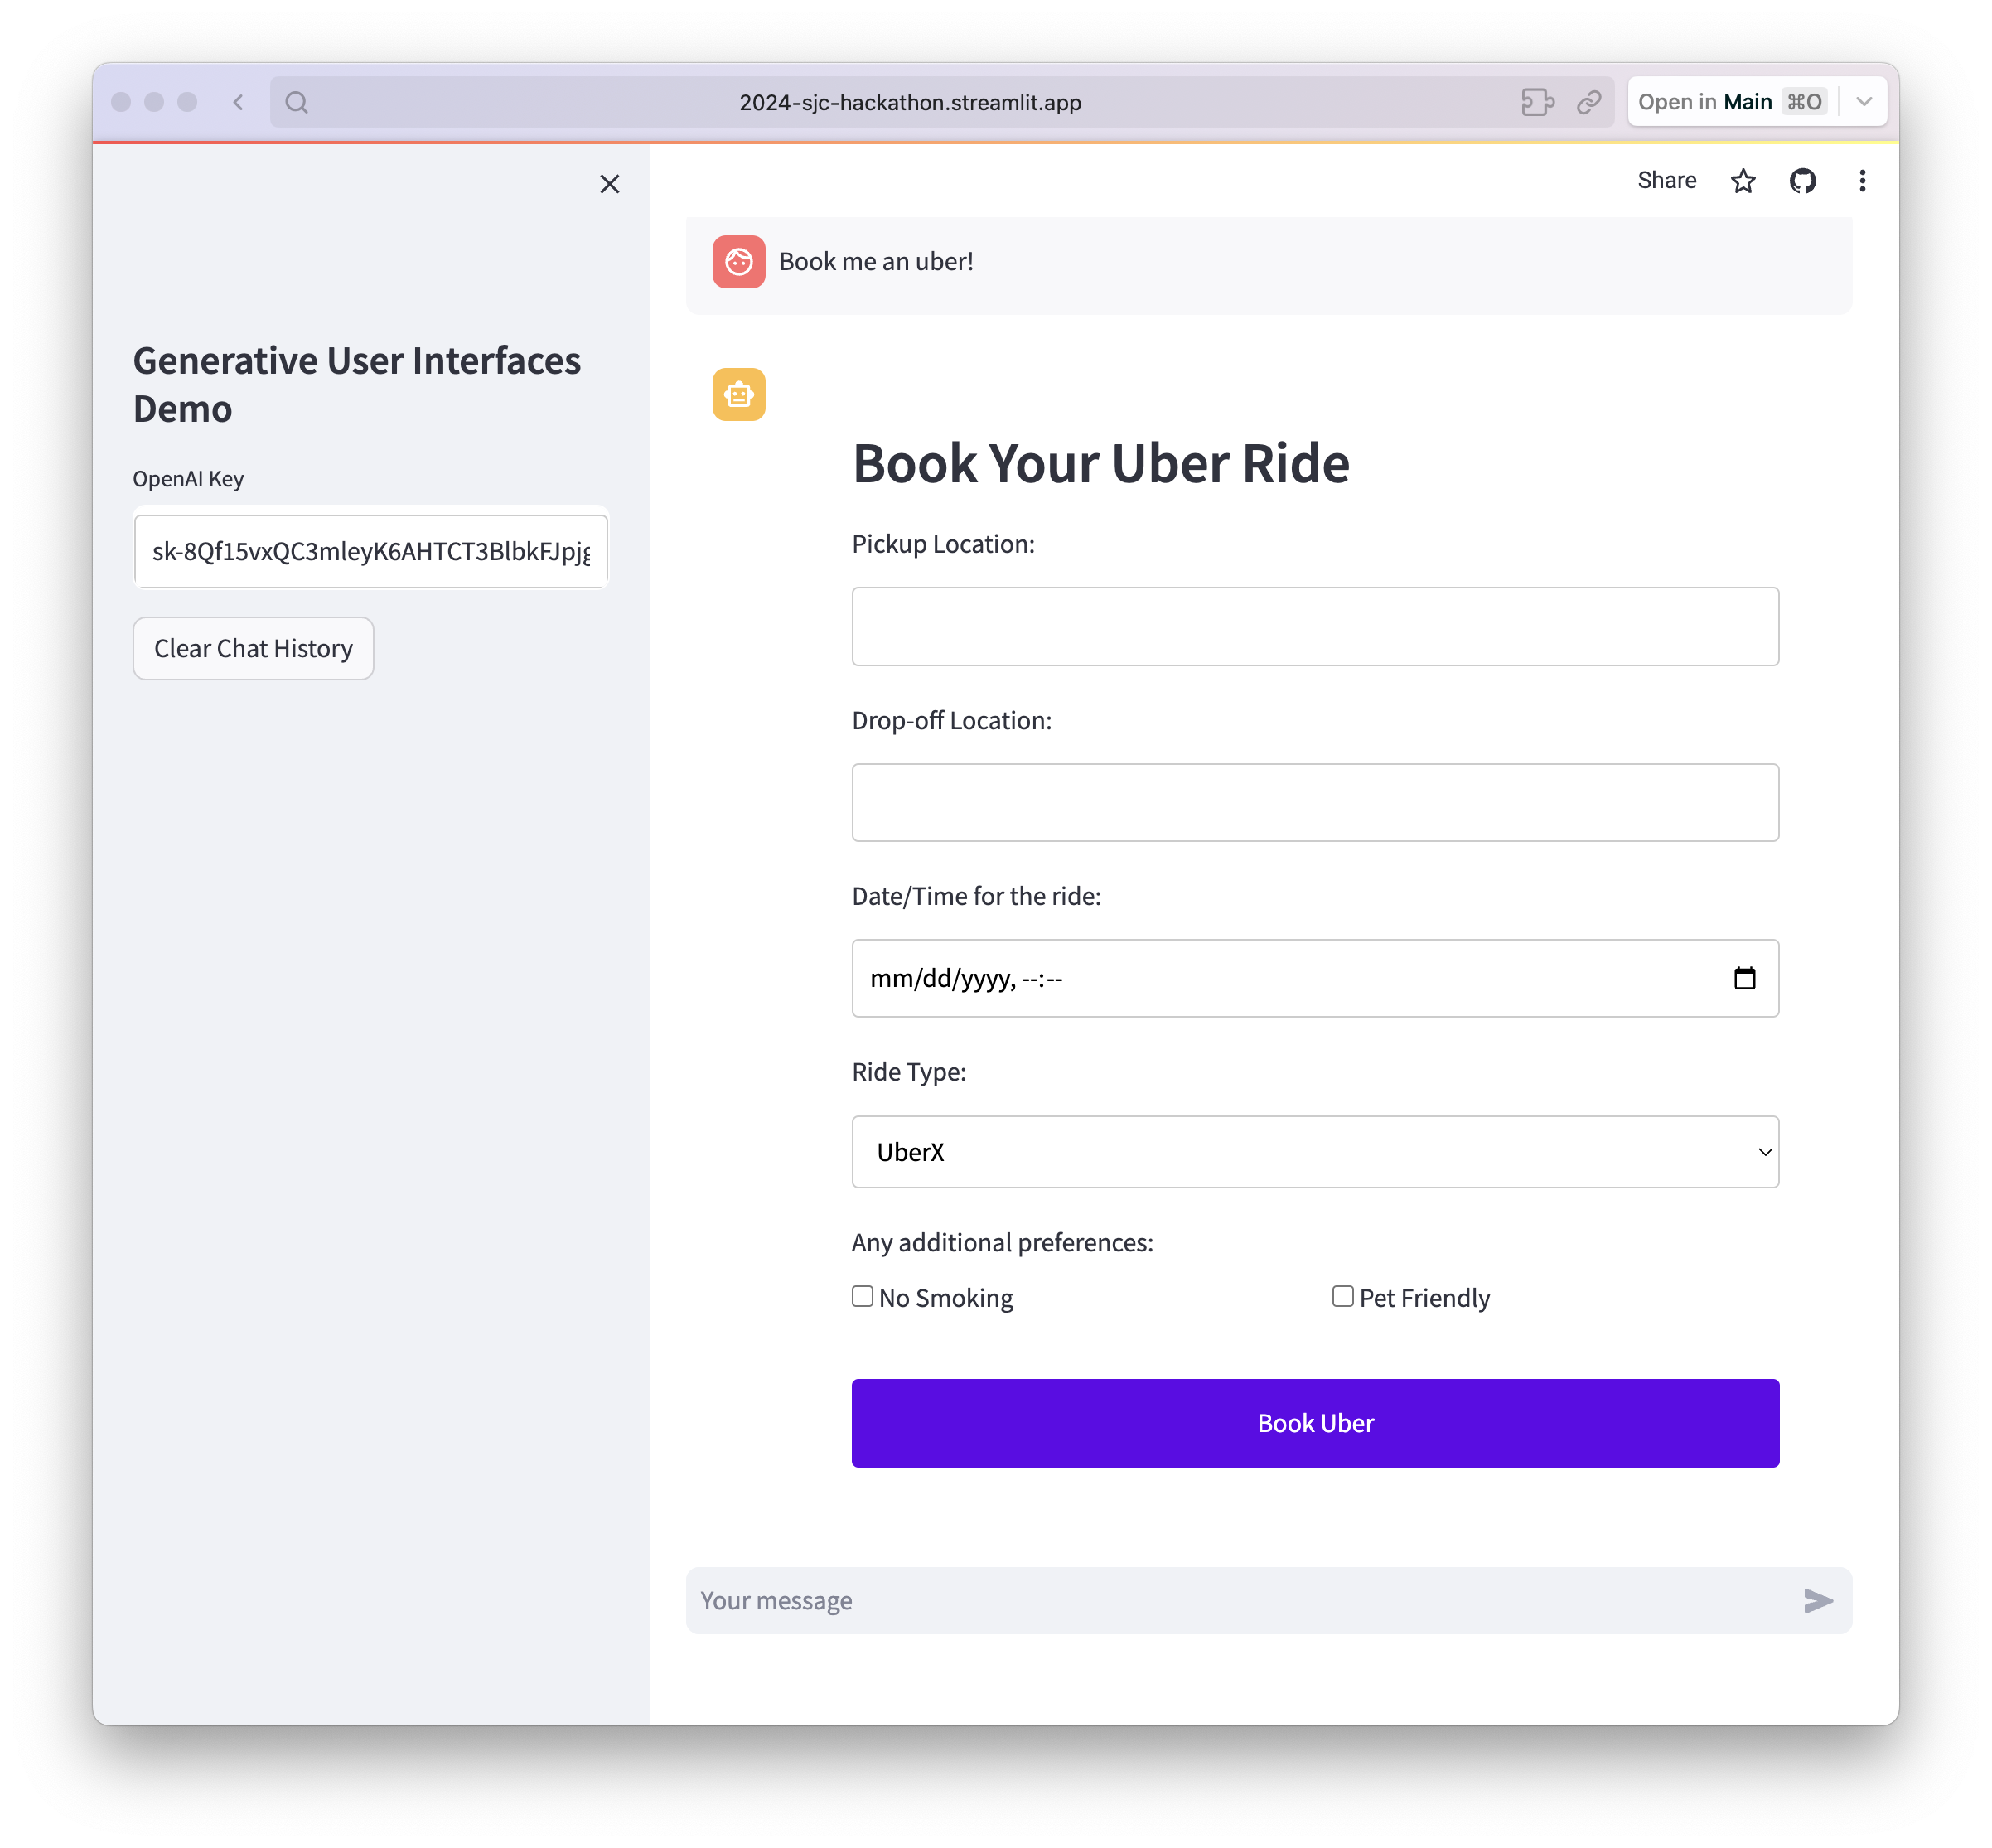 2024-sjc-hackathon.streamlit.app
Open in Main ⌘O
Share
Generative User Interfaces
Demo
OpenAI Key
sk-8Qf15vxQC3mleyK6AHTCT3BlbkFJpjg
Clear Chat History
Book me an uber!
Book Your Uber Ride
Pickup Location:
Drop-off Location:
Date/Time for the ride:
mm/dd/yyyy, --:--
Ride Type:
UberX
Any additional preferences:
No Smoking
Pet Friendly
Book Uber
Your message